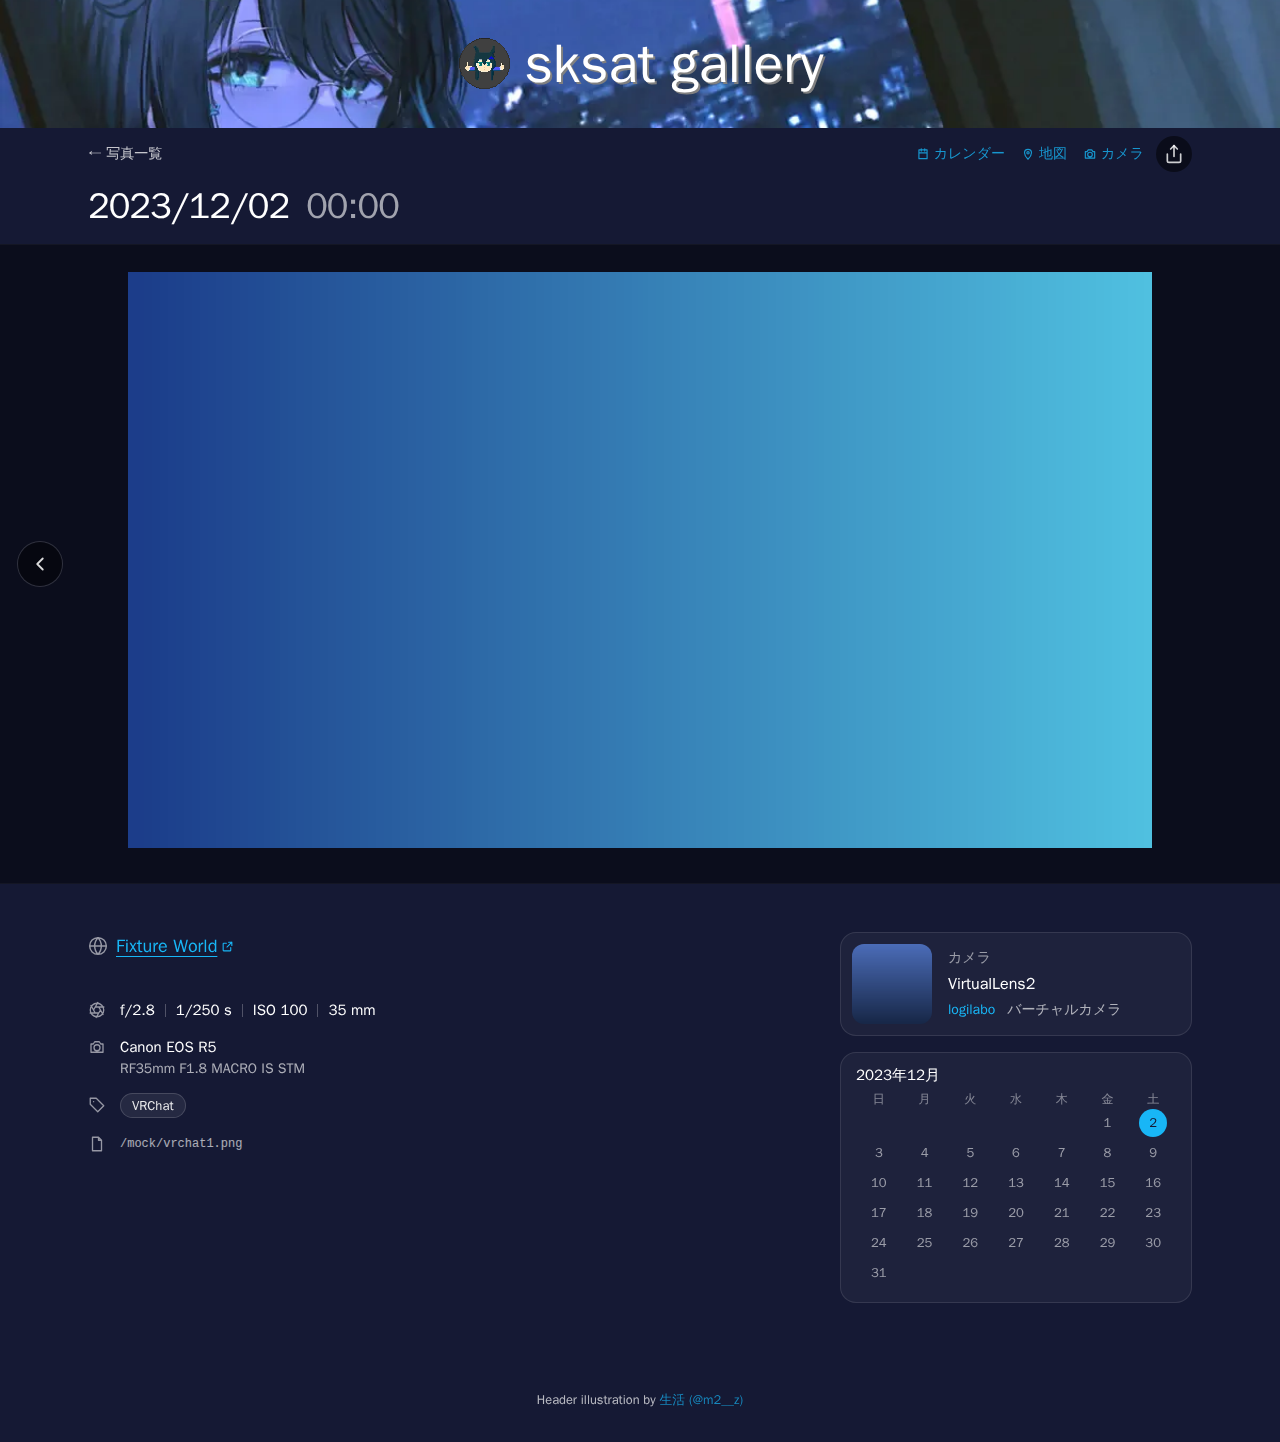 sksat gallery
← 写真一覧
カレンダー 地図 カメラ
2023/12/02 00:00
Fixture World
f/2.8 | 1/250 s | ISO 100 | 35 mm
Canon EOS R5
RF35mm F1.8 MACRO IS STM
VRChat
/mock/vrchat1.png
カメラ
VirtualLens2
logilabo バーチャルカメラ
2023年12月
日 月 火 水 木 金 土
1 2
3 4 5 6 7 8 9
10 11 12 13 14 15 16
17 18 19 20 21 22 23
24 25 26 27 28 29 30
31
Header illustration by 生活 (@m2__z)